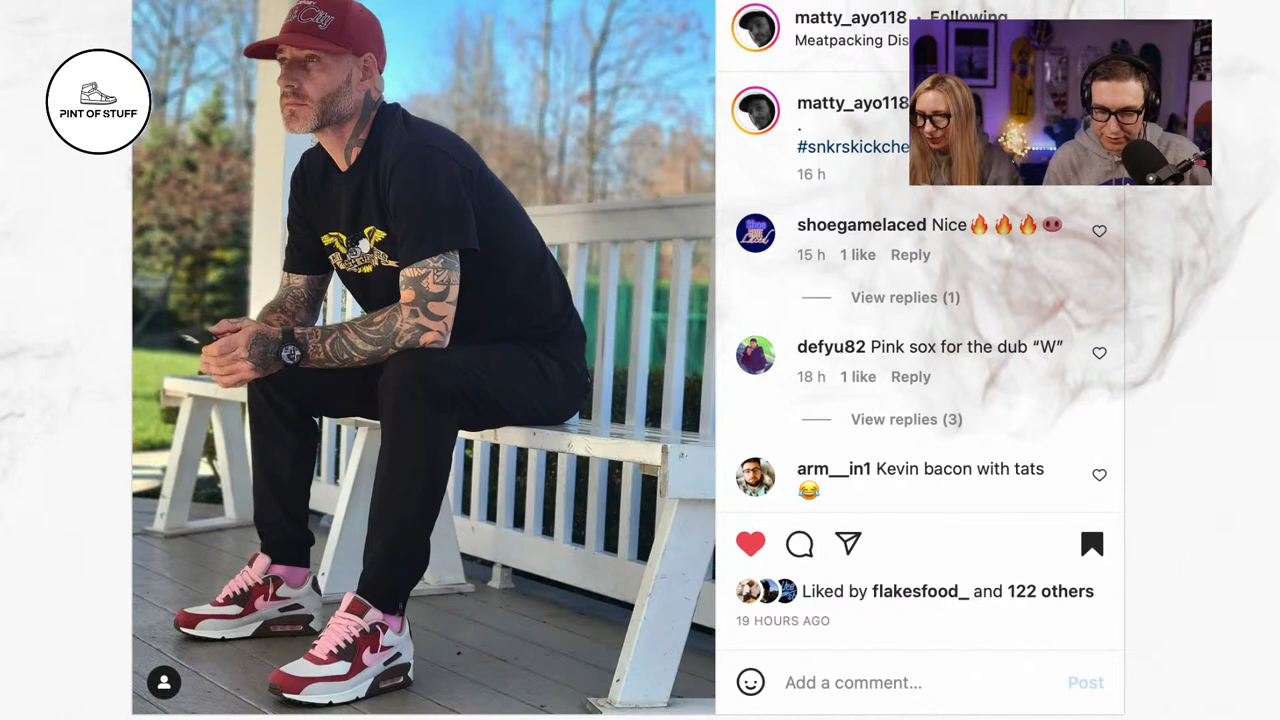 PINT OF STUFF
City
matty_ayo118 • Following
Meatpacking Dis
matty_ayo118
.
#snkrskickche
16 h
shoegamelaced Nice🔥🔥🔥🐽
15 h 1 like Reply
View replies (1)
defyu82 Pink sox for the dub “W”
18 h 1 like Reply
View replies (3)
arm__in1 Kevin bacon with tats
😂
Liked by flakesfood_ and 122 others
19 HOURS AGO
Add a comment...
Post